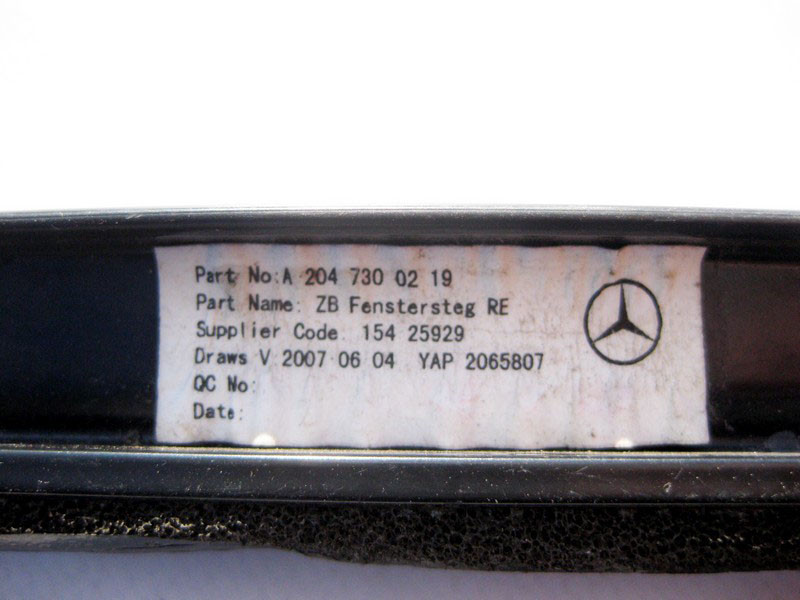 Part No:A 204 730 02 19
Part Name: ZB Fenstersteg RE
Supplier Code 154 25929
Draws V 2007 06 04 YAP 2065807
QC No:
Date: